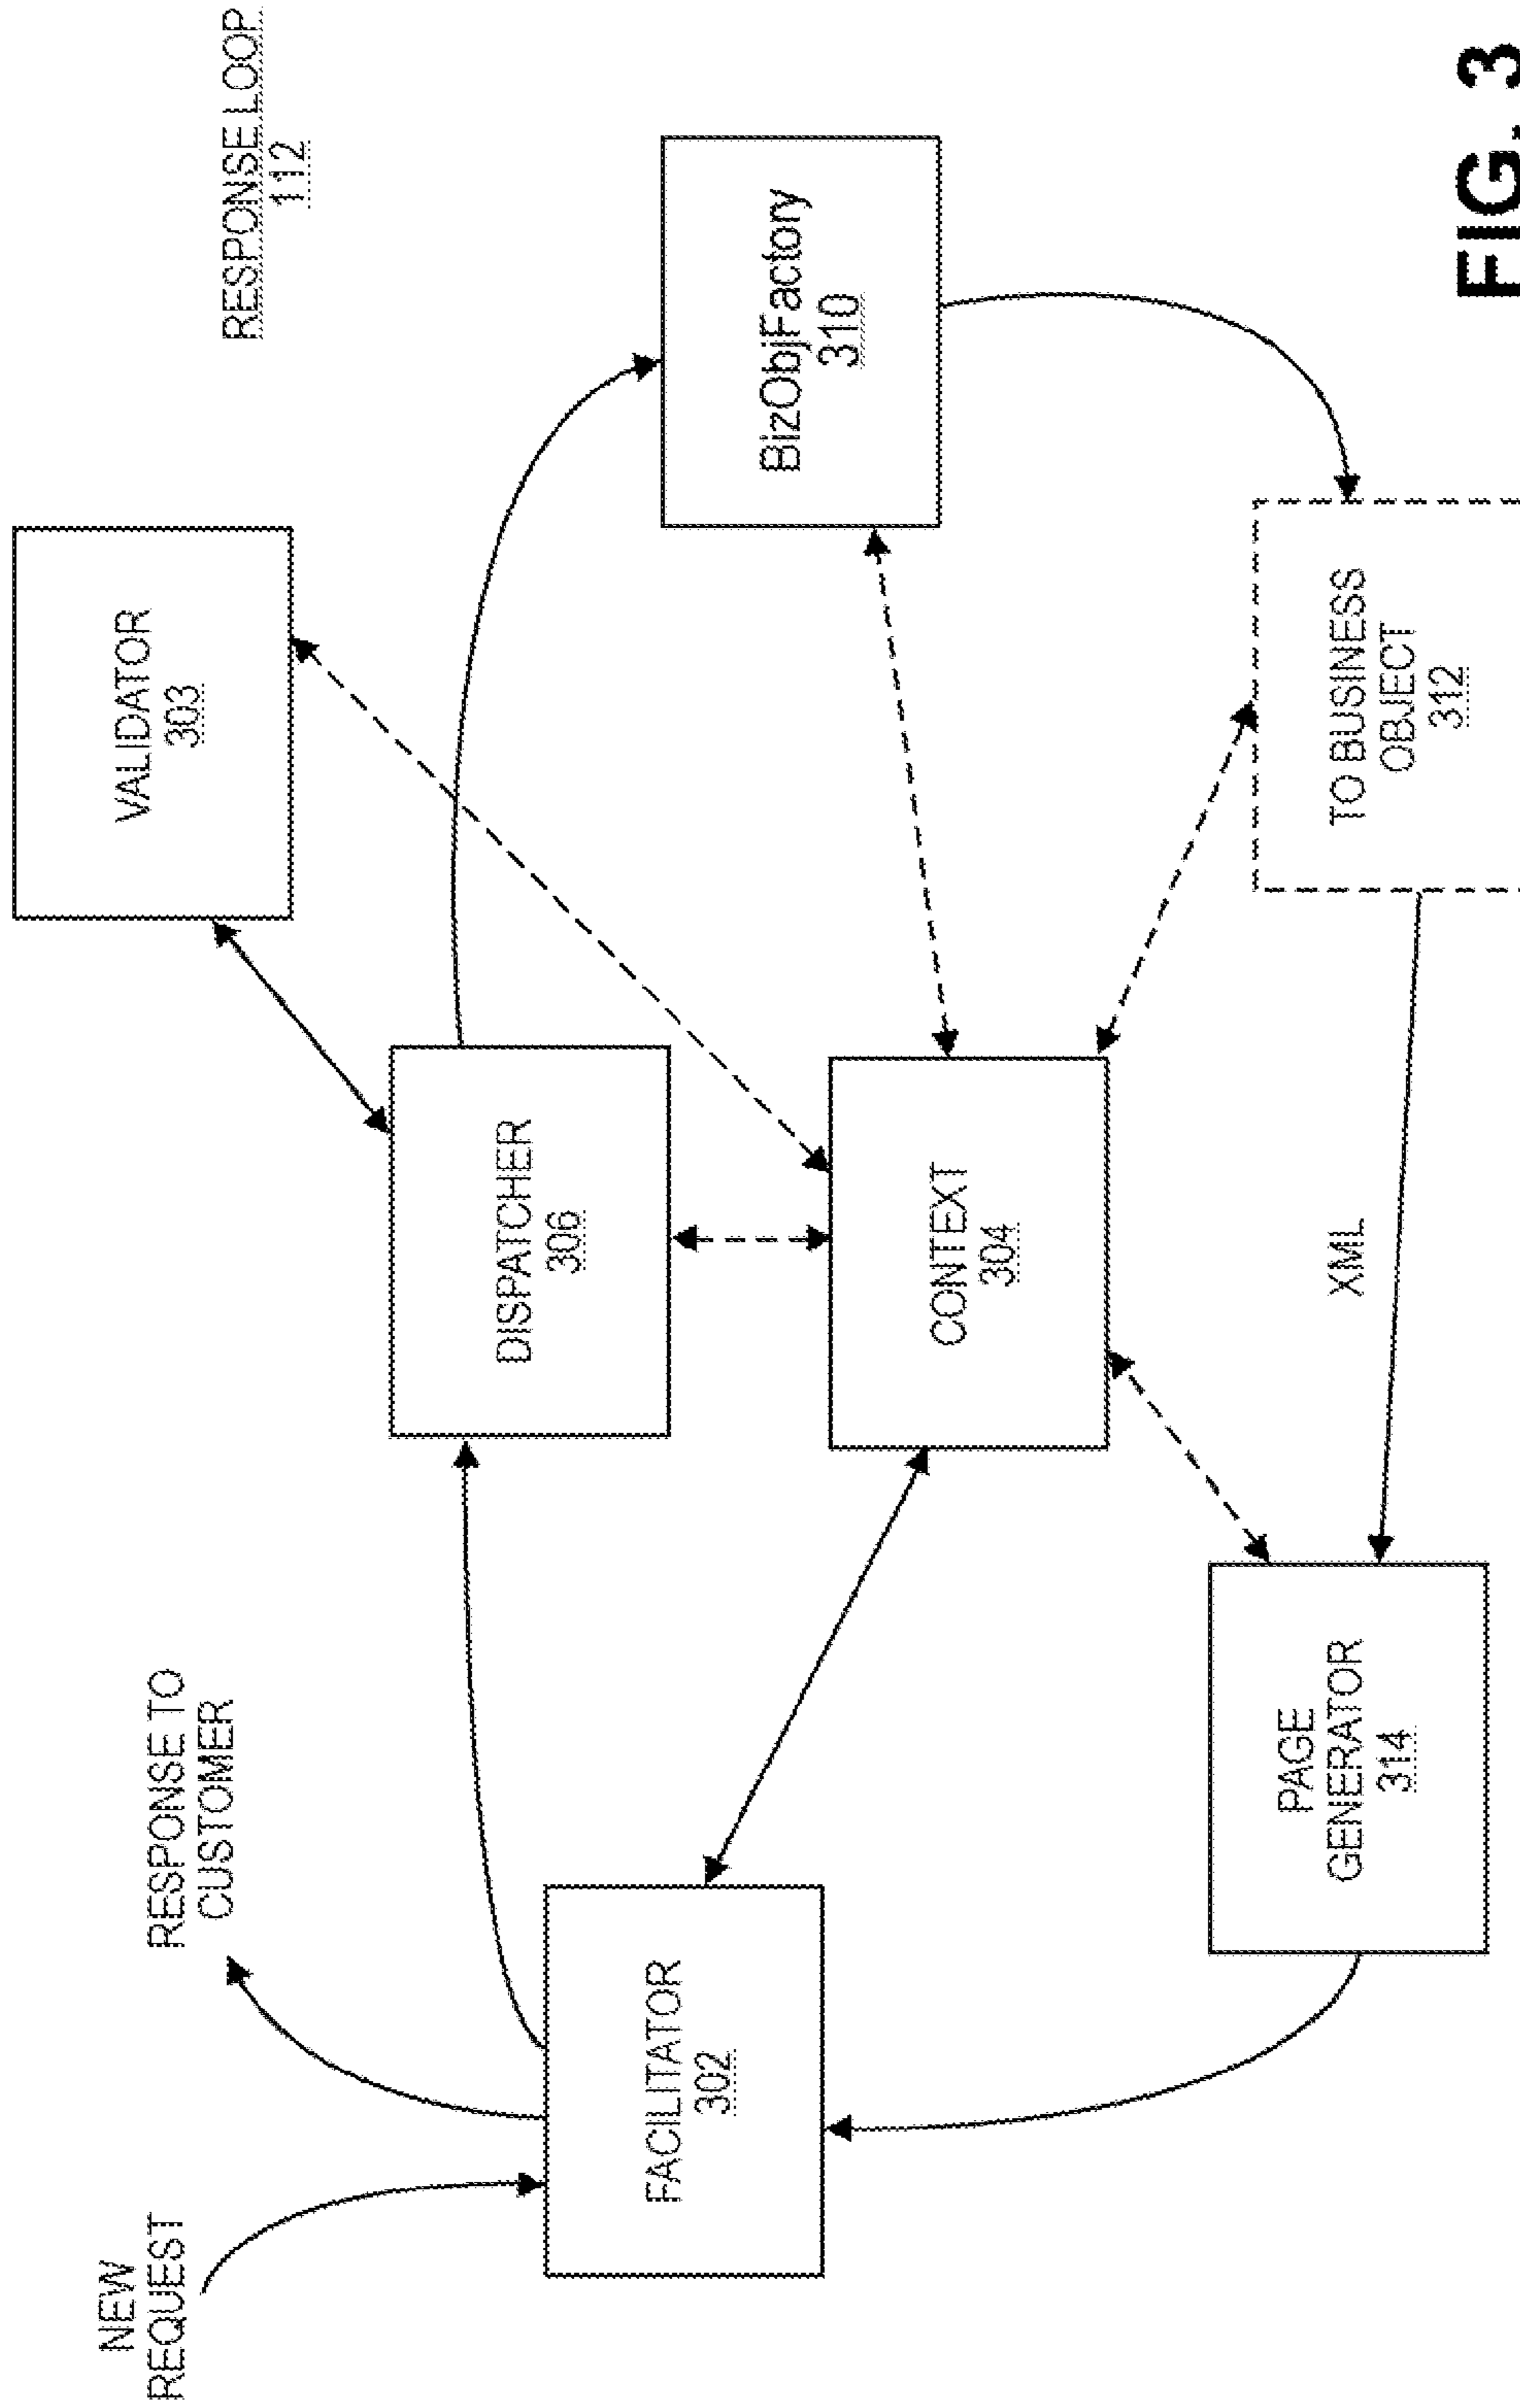 RESPONSE LOOP
112
VALIDATOR
303
RESPONSE TO
CUSTOMER
NEW
REQUEST
DISPATCHER
306
BizObjFactory
310
FACILITATOR
302
CONTEXT
304
PAGE
GENERATOR
314
XML
TO BUSINESS
OBJECT
312
FIG. 3